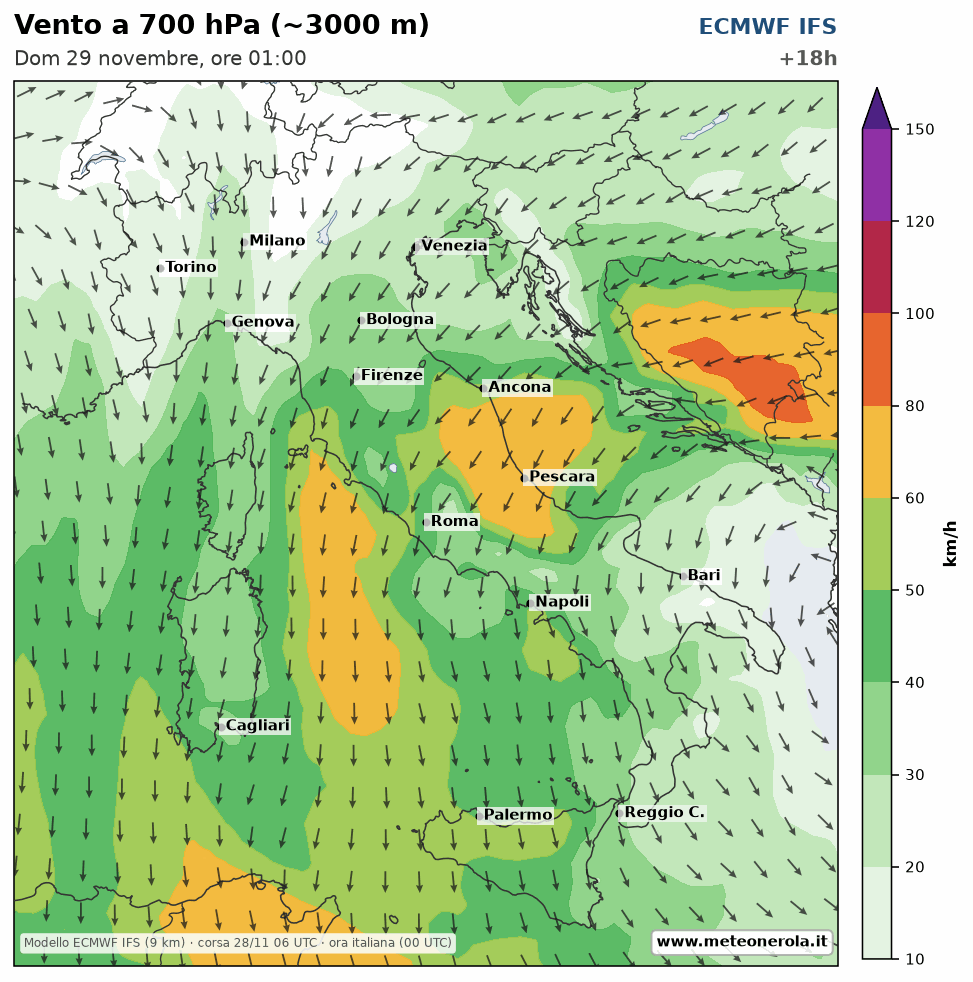 Vento a 700 hPa (~3000 m)
ECMWF IFS
Dom 29 novembre, ore 01:00
+18h
Milano
Venezia
Torino
Genova
Bologna
Firenze
Ancona
Pescara
Roma
Bari
Napoli
Cagliari
Palermo
Reggio C.
150
120
100
80
60
50
40
30
20
10
km/h
Modello ECMWF IFS (9 km) · corsa 28/11 06 UTC · ora italiana (00 UTC)
www.meteonerola.it